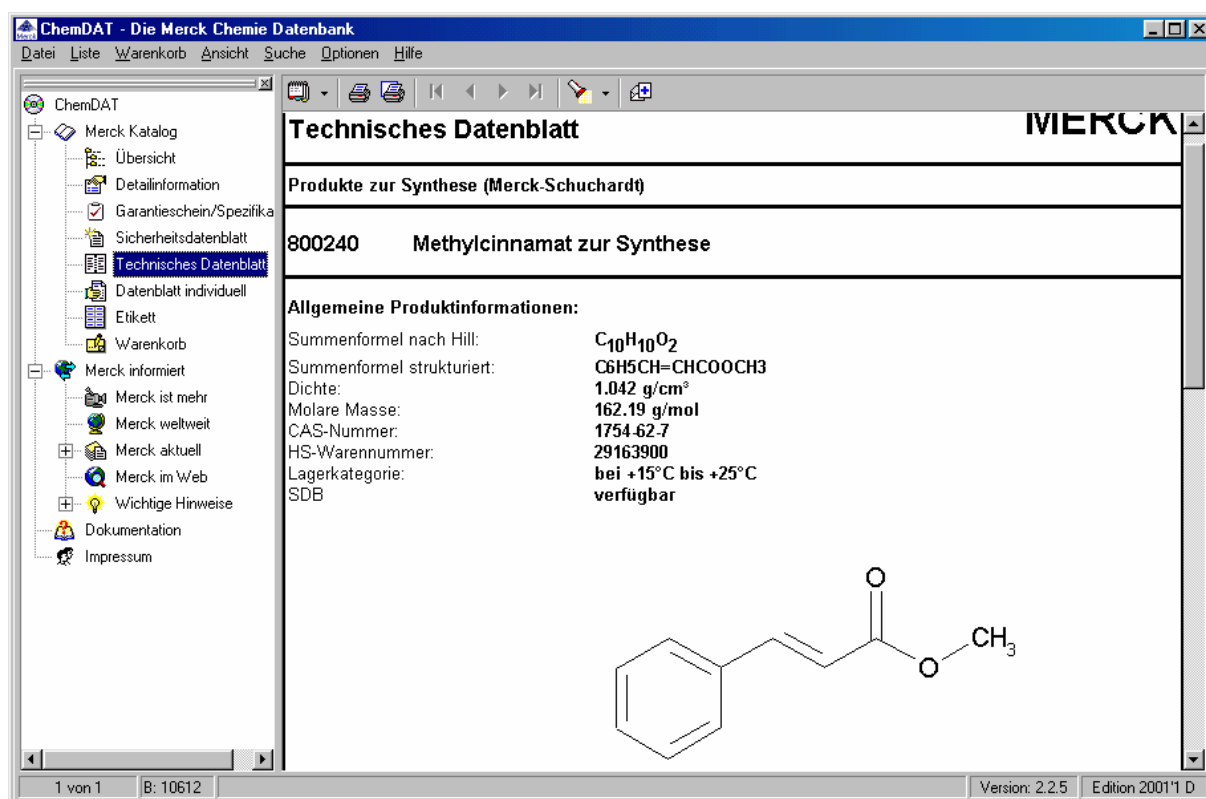 ChemDAT - Die Merck Chemie Datenbank
Datei Liste Warenkorb Ansicht Suche Optionen Hilfe
ChemDAT
Merck Katalog
Übersicht
Detailinformation
Garantieschein/Spezifika
Sicherheitsdatenblatt
Technisches Datenblatt
Datenblatt individuell
Etikett
Warenkorb
Merck informiert
Merck ist mehr
Merck weltweit
Merck aktuell
Merck im Web
Wichtige Hinweise
Dokumentation
Impressum
Technisches Datenblatt MERCK
Produkte zur Synthese (Merck-Schuchardt)
800240 Methylcinnamat zur Synthese
Allgemeine Produktinformationen:
Summenformel nach Hill: C10H10O2
Summenformel strukturiert: C6H5CH=CHCOOCH3
Dichte: 1.042 g/cm³
Molare Masse: 162.19 g/mol
CAS-Nummer: 1754-62-7
HS-Warennummer: 29163900
Lagerkategorie: bei +15°C bis +25°C
SDB verfügbar
O
CH3
O
1 von 1 B: 10612 Version: 2.2.5 Edition 2001'1 D